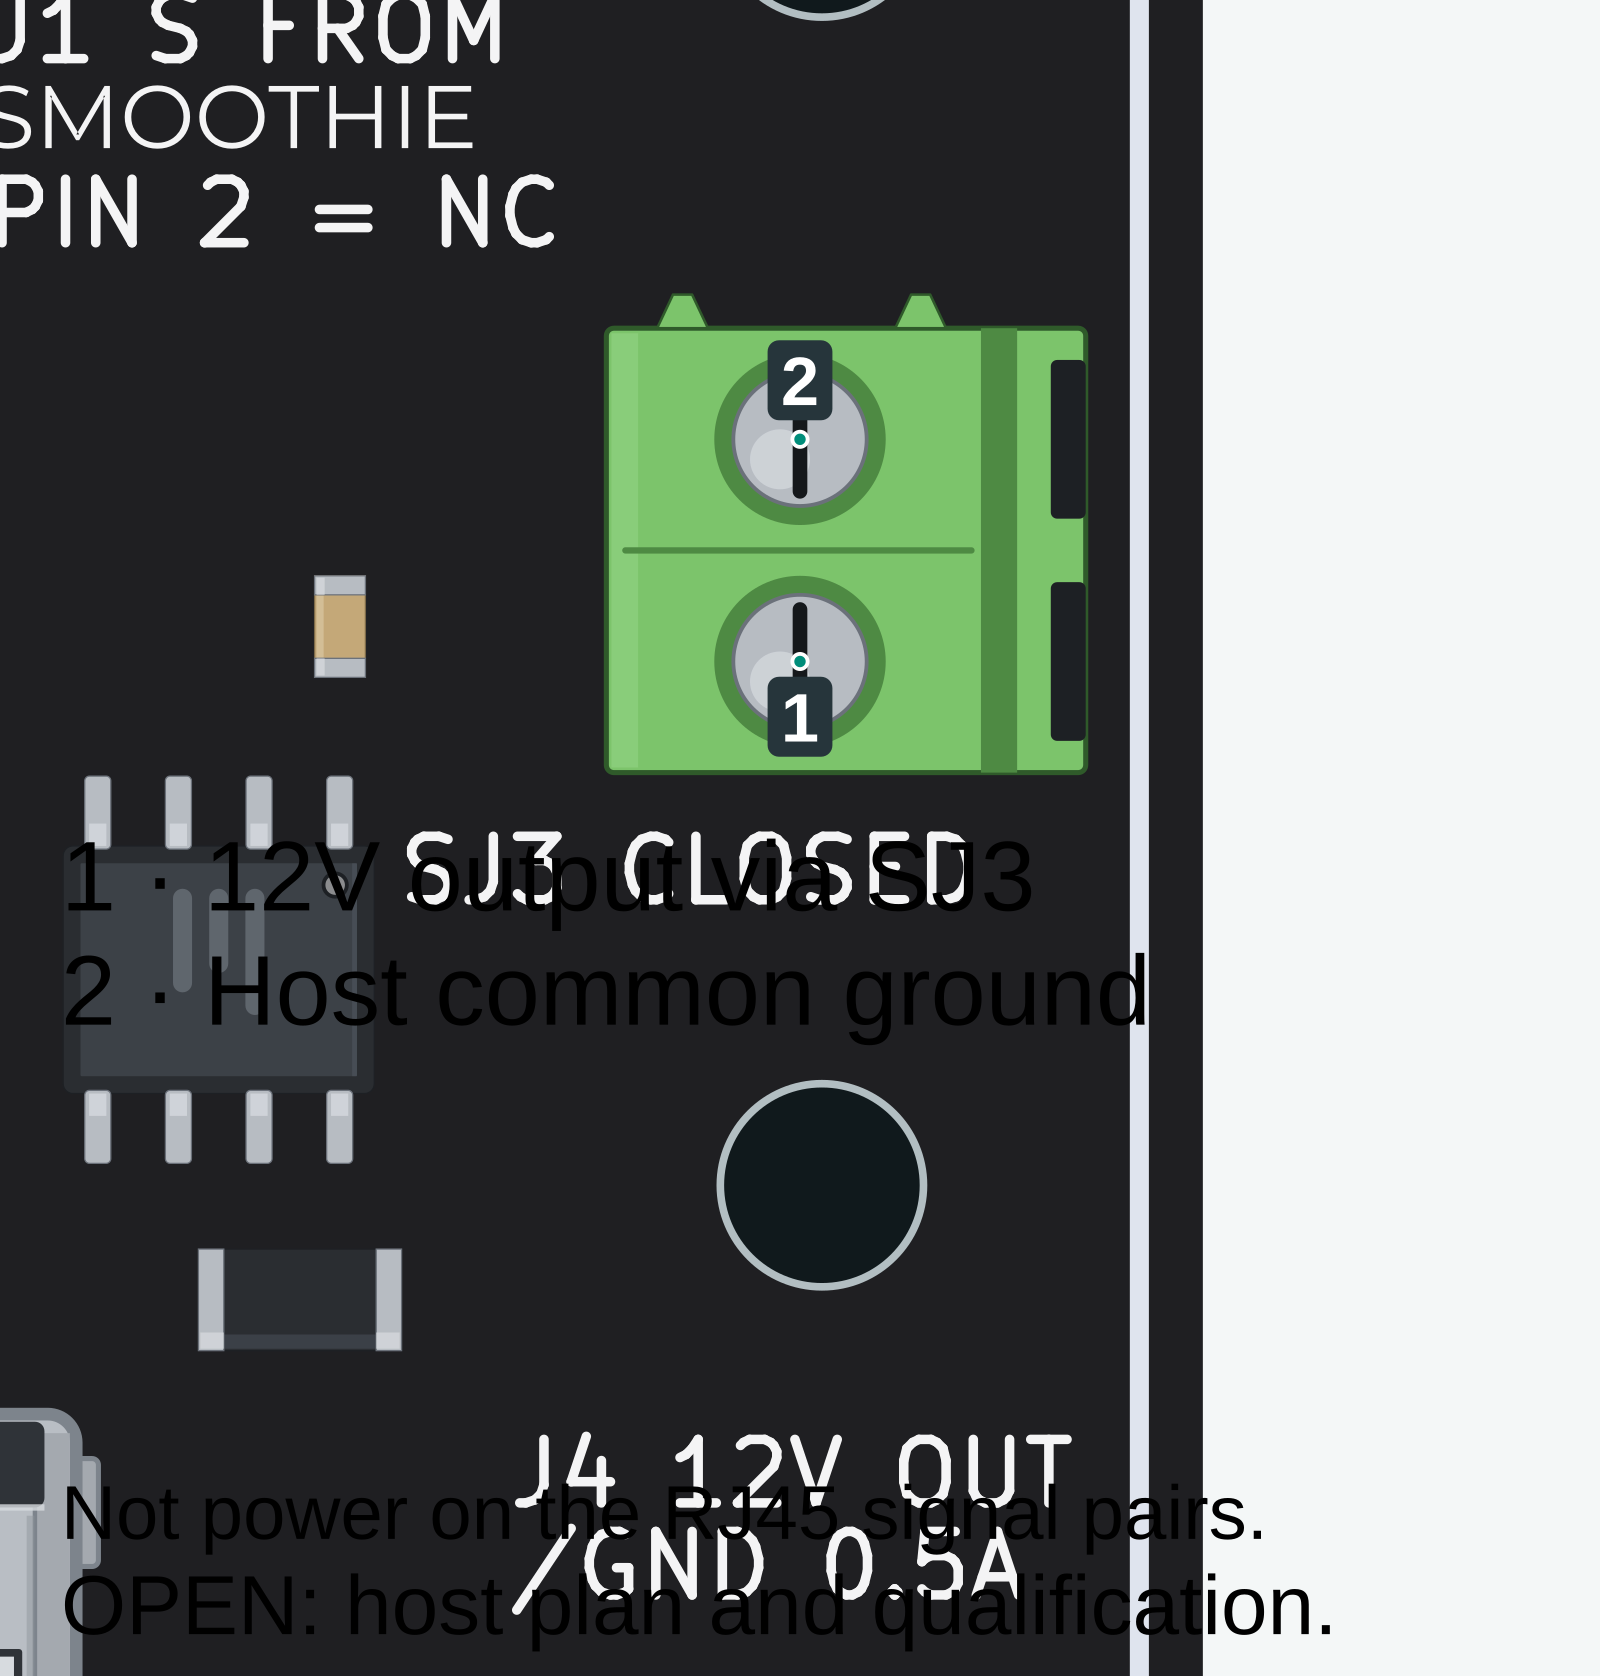 J1 S FROM
SMOOTHIE
PIN 2 = NC
2
1
SJ3 CLOSED
1 · 12V output via SJ3
2 · Host common ground
J4 12V OUT
Not power on the RJ45 signal pairs.
/GND 0.5A
OPEN: host plan and qualification.